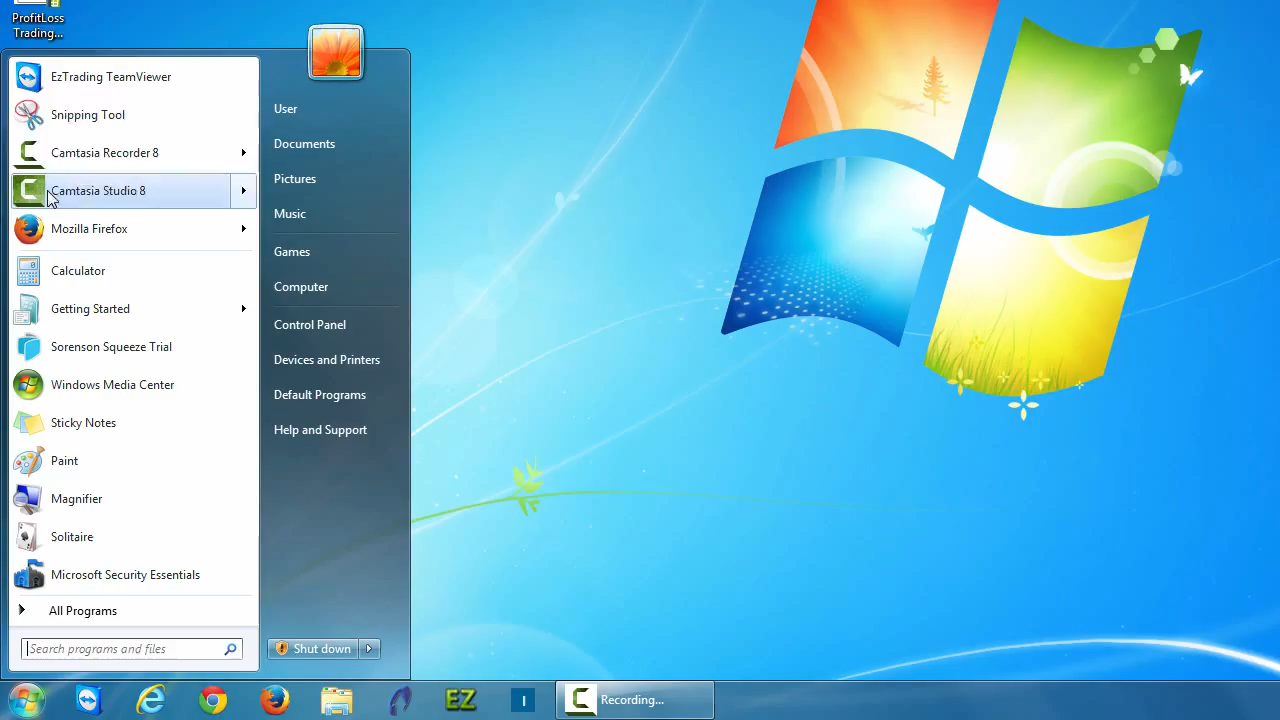 ProfitLoss
Trading...
EzTrading TeamViewer
Snipping Tool
Camtasia Recorder 8
Camtasia Studio 8
Mozilla Firefox
Calculator
Getting Started
Sorenson Squeeze Trial
Windows Media Center
Sticky Notes
Paint
Magnifier
Solitaire
Microsoft Security Essentials
All Programs
Search programs and files
User
Documents
Pictures
Music
Games
Computer
Control Panel
Devices and Printers
Default Programs
Help and Support
Shut down
EZ
I
Recording...